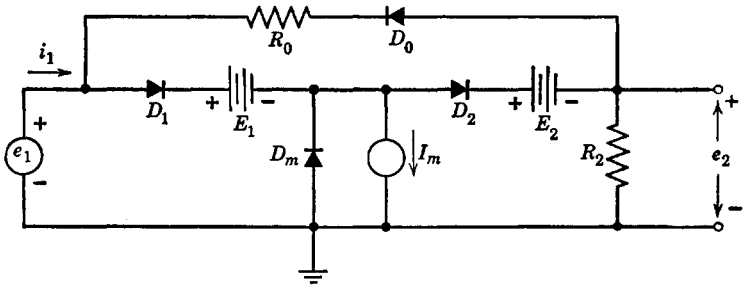 R₀ D₀
i₁
+ − + − +
D₁ E₁ D₂ E₂
+
e₁ Dₘ Iₘ R₂ e₂
−
−